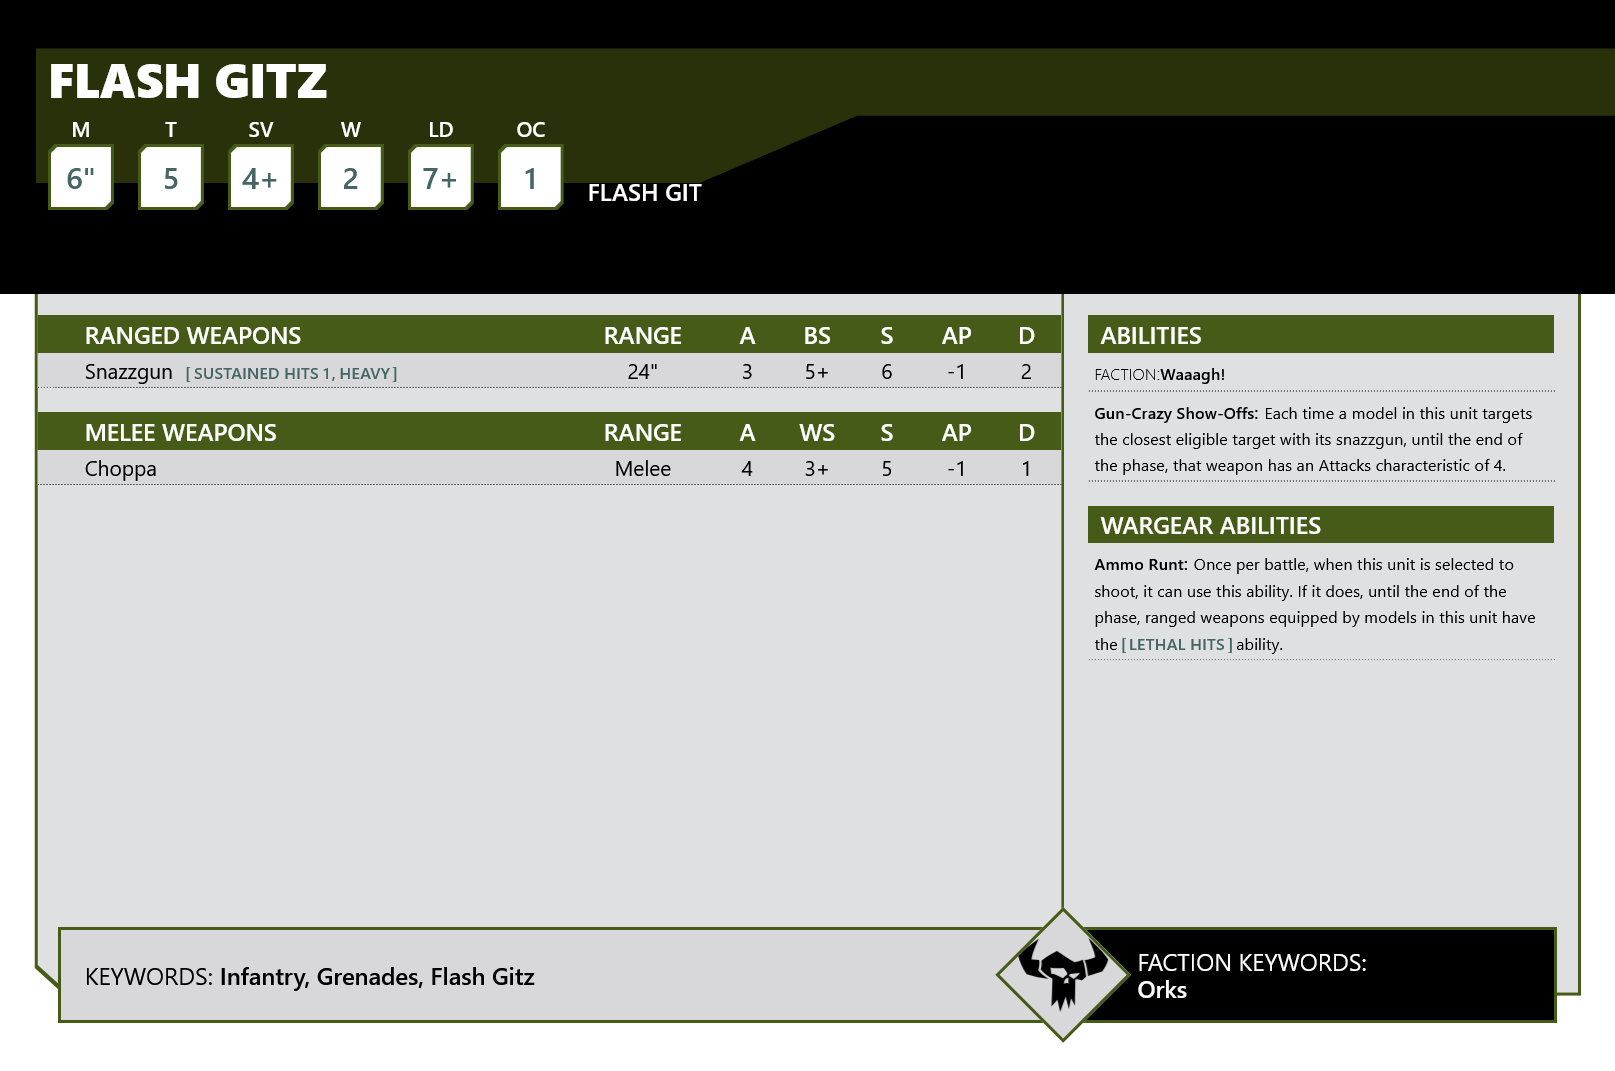 FLASH GITZ
M T SV W LD OC
6" 5 4+ 2 7+ 1 FLASH GIT
RANGED WEAPONS RANGE A BS S AP D
Snazzgun [ SUSTAINED HITS 1, HEAVY ] 24" 3 5+ 6 -1 2
MELEE WEAPONS RANGE A WS S AP D
Choppa Melee 4 3+ 5 -1 1
ABILITIES
FACTION:Waaagh!
Gun-Crazy Show-Offs: Each time a model in this unit targets
the closest eligible target with its snazzgun, until the end of
the phase, that weapon has an Attacks characteristic of 4.
WARGEAR ABILITIES
Ammo Runt: Once per battle, when this unit is selected to
shoot, it can use this ability. If it does, until the end of the
phase, ranged weapons equipped by models in this unit have
the [ LETHAL HITS ] ability.
KEYWORDS: Infantry, Grenades, Flash Gitz
FACTION KEYWORDS:
Orks